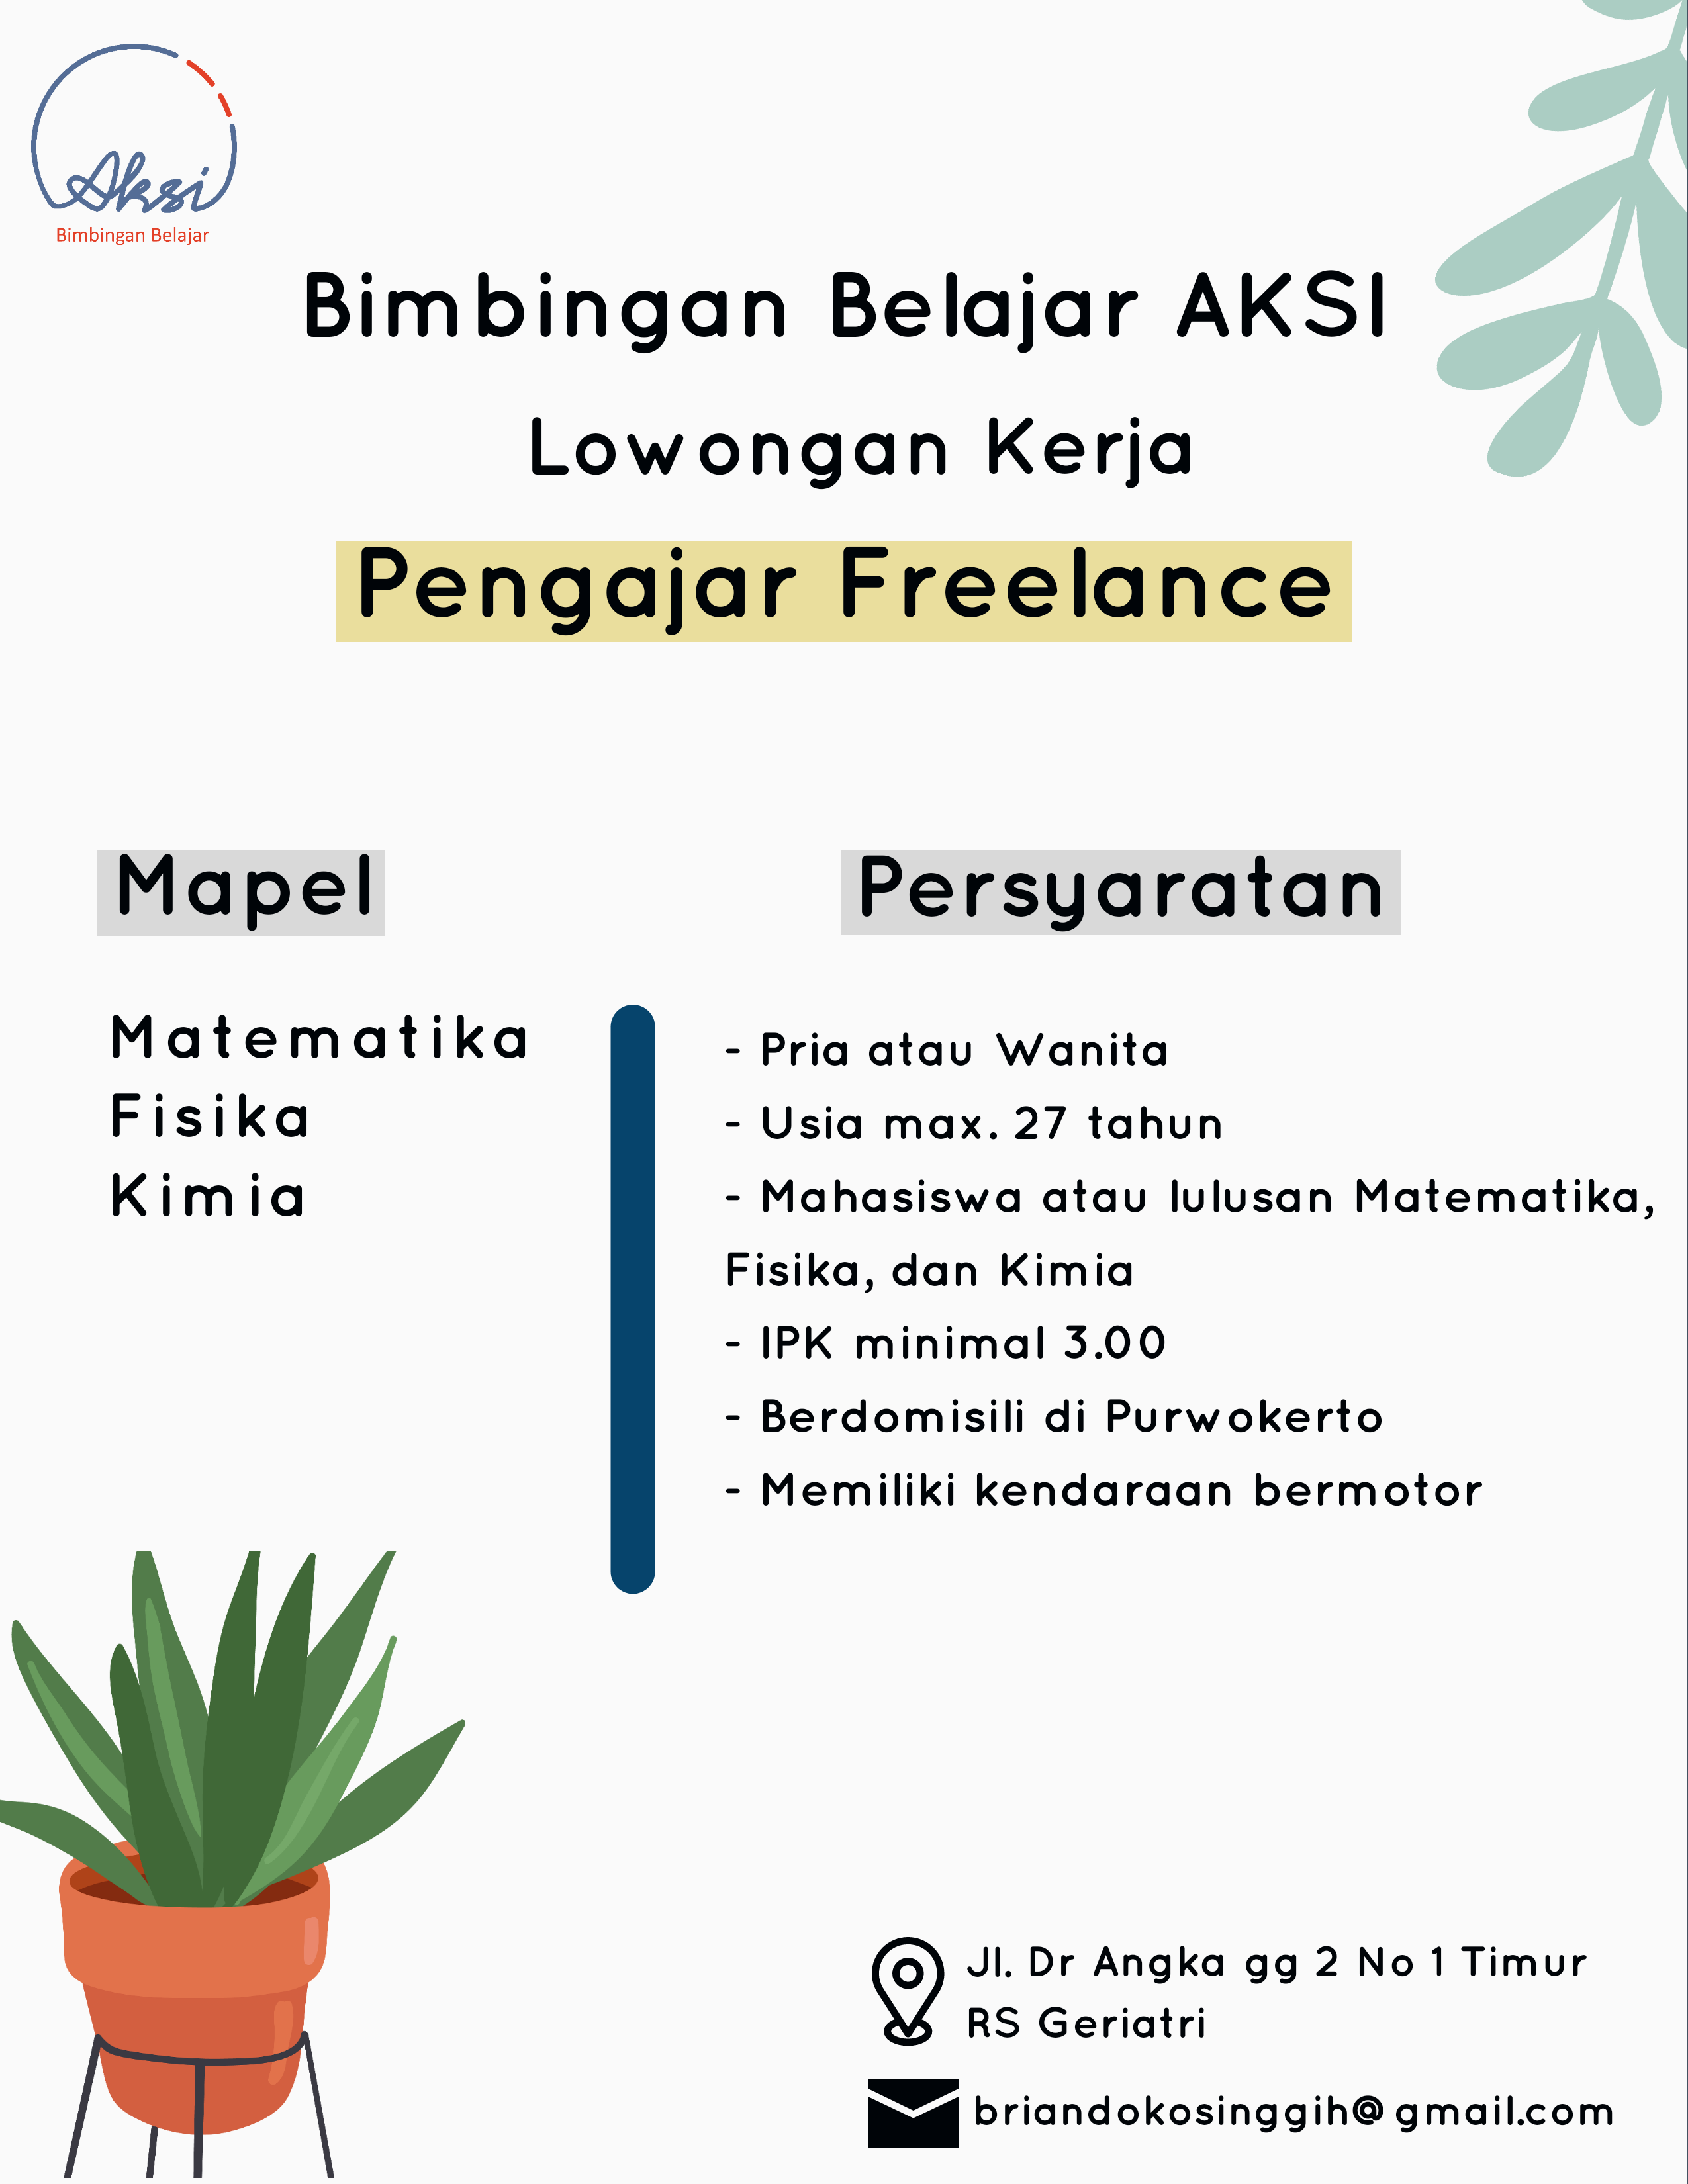 Aksi
Bimbingan Belajar
Bimbingan Belajar AKSI
Lowongan Kerja
Pengajar Freelance
Mapel
Matematika
Fisika
Kimia
Persyaratan
- Pria atau Wanita
- Usia max. 27 tahun
- Mahasiswa atau lulusan Matematika,
Fisika, dan Kimia
- IPK minimal 3.00
- Berdomisili di Purwokerto
- Memiliki kendaraan bermotor
Jl. Dr Angka gg 2 No 1 Timur
RS Geriatri
briandokosinggih@gmail.com